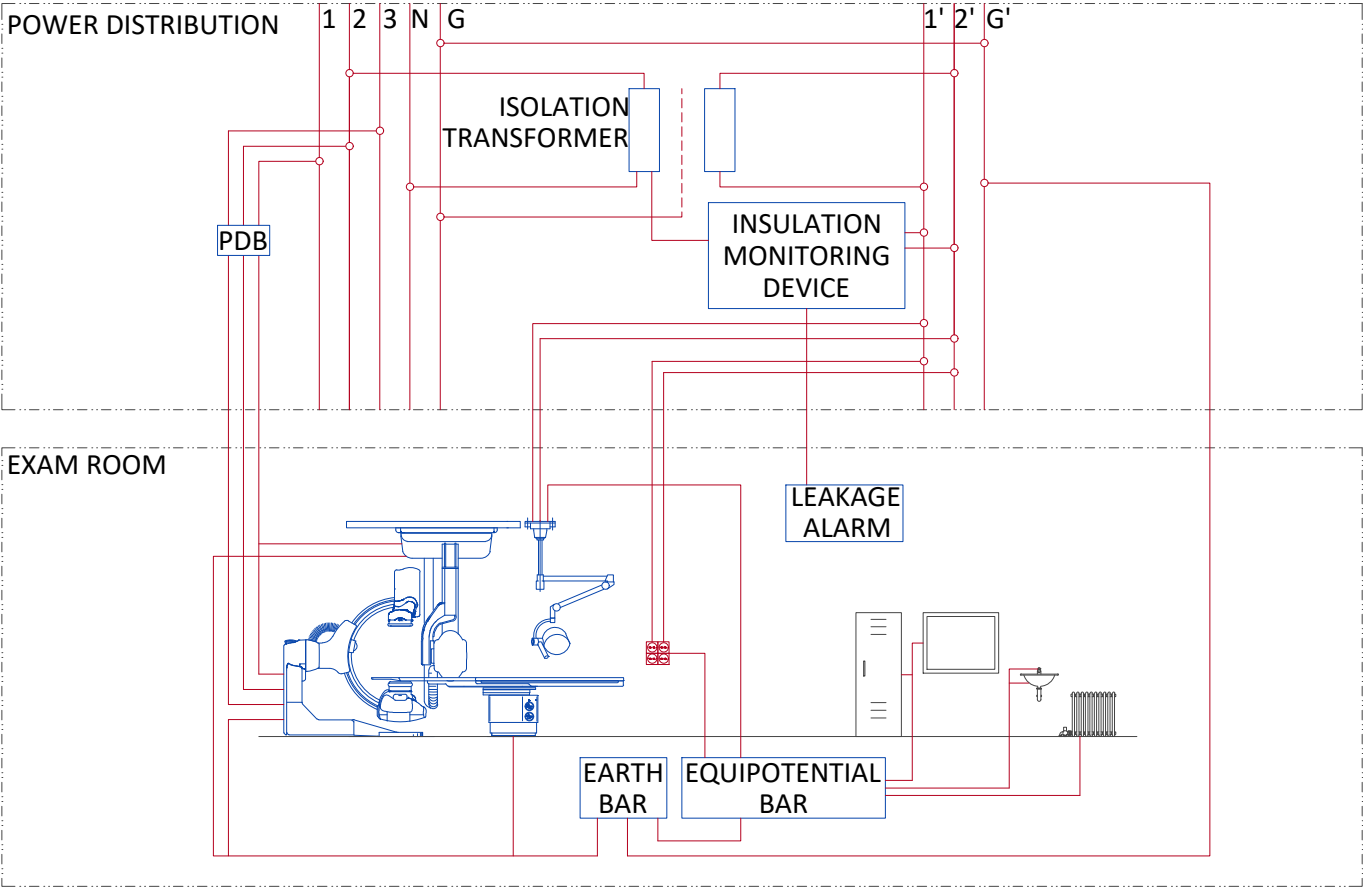 POWER DISTRIBUTION
1 2 3 N G
1' 2' G'
ISOLATION
TRANSFORMER
PDB
INSULATION
MONITORING
DEVICE
EXAM ROOM
LEAKAGE
ALARM
EARTH
BAR
EQUIPOTENTIAL
BAR